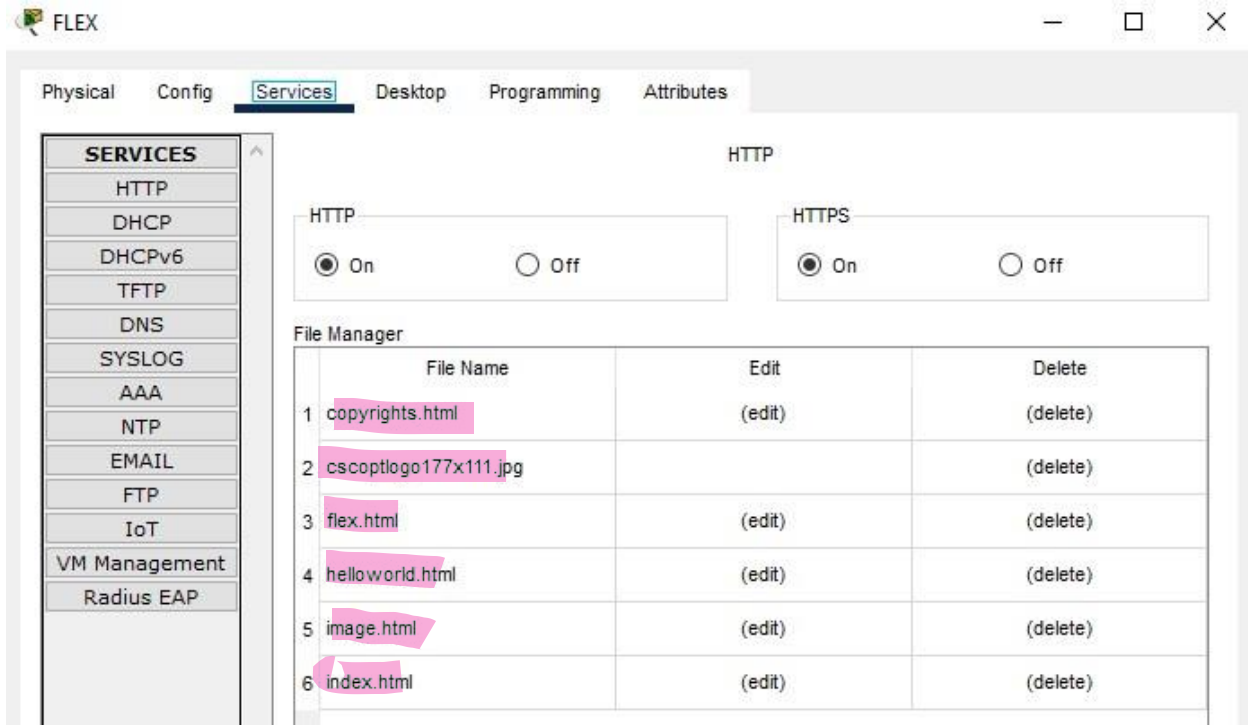 FLEX
Physical Config Services Desktop Programming Attributes
SERVICES
HTTP
DHCP
DHCPv6
TFTP
DNS
SYSLOG
AAA
NTP
EMAIL
FTP
IoT
VM Management
Radius EAP
HTTP
HTTP
On Off
HTTPS
On Off
File Manager
File Name Edit Delete
1 copyrights.html (edit) (delete)
2 cscoptlogo177x111.jpg (delete)
3 flex.html (edit) (delete)
4 helloworld.html (edit) (delete)
5 image.html (edit) (delete)
6 index.html (edit) (delete)